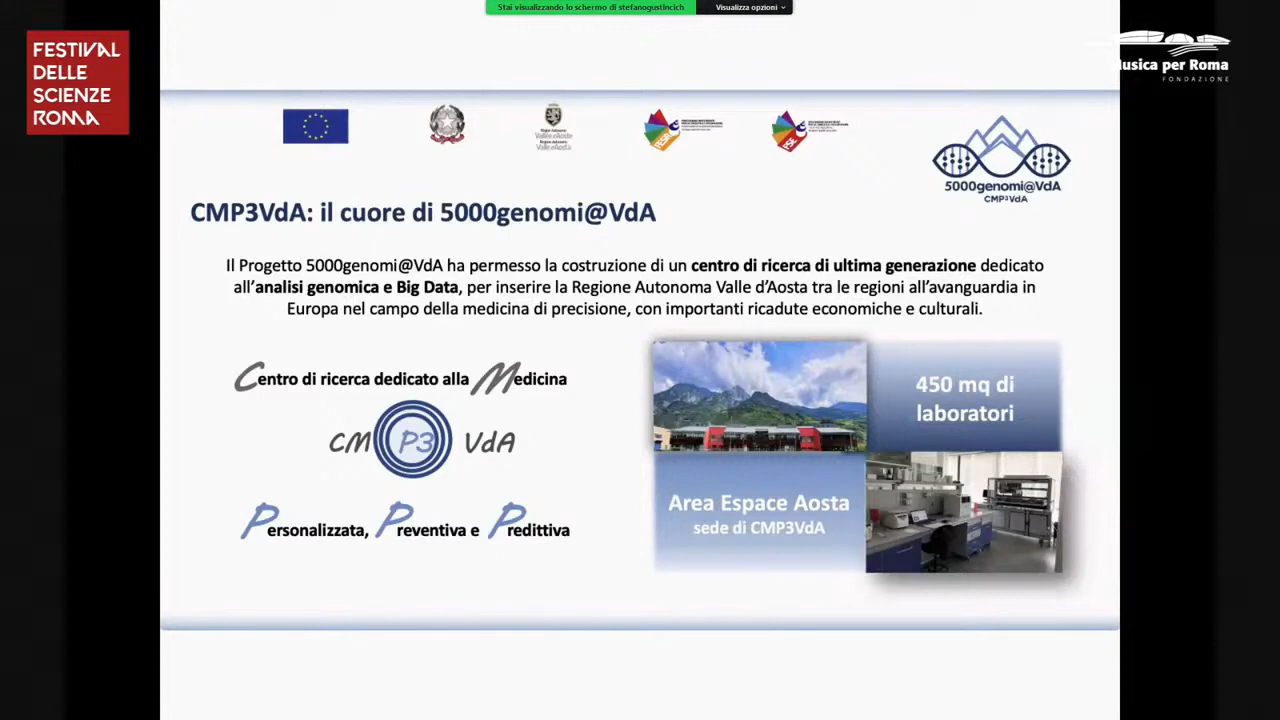 Stai visualizzando lo schermo di stefanogustincich
Visualizza opzioni
FESTIVAL
DELLE
SCIENZE
ROMA
Musica per Roma
FONDAZIONE
5000genomi@VdA
CMP³VdA
CMP3VdA: il cuore di 5000genomi@VdA
Il Progetto 5000genomi@VdA ha permesso la costruzione di un centro di ricerca di ultima generazione dedicato
all'analisi genomica e Big Data, per inserire la Regione Autonoma Valle d'Aosta tra le regioni all'avanguardia in
Europa nel campo della medicina di precisione, con importanti ricadute economiche e culturali.
Centro di ricerca dedicato alla Medicina
CM P3 VdA
Personalizzata, Preventiva e Predittiva
450 mq di
laboratori
Area Espace Aosta
sede di CMP3VdA